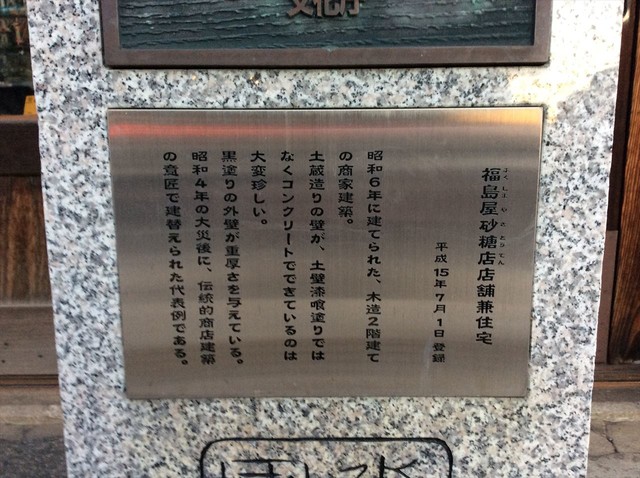 文化庁
福島屋砂糖店店舗兼住宅
平成15年7月1日登録
昭和6年に建てられた、木造2階建て
の商家建築。
土蔵造りの壁が、土壁漆喰塗りでは
なくコンクリートでできているのは
大変珍しい。
黒塗りの外壁が重厚さを与えている。
昭和4年の大災後に、伝統的商店建築
の意匠で建替えられた代表例である。